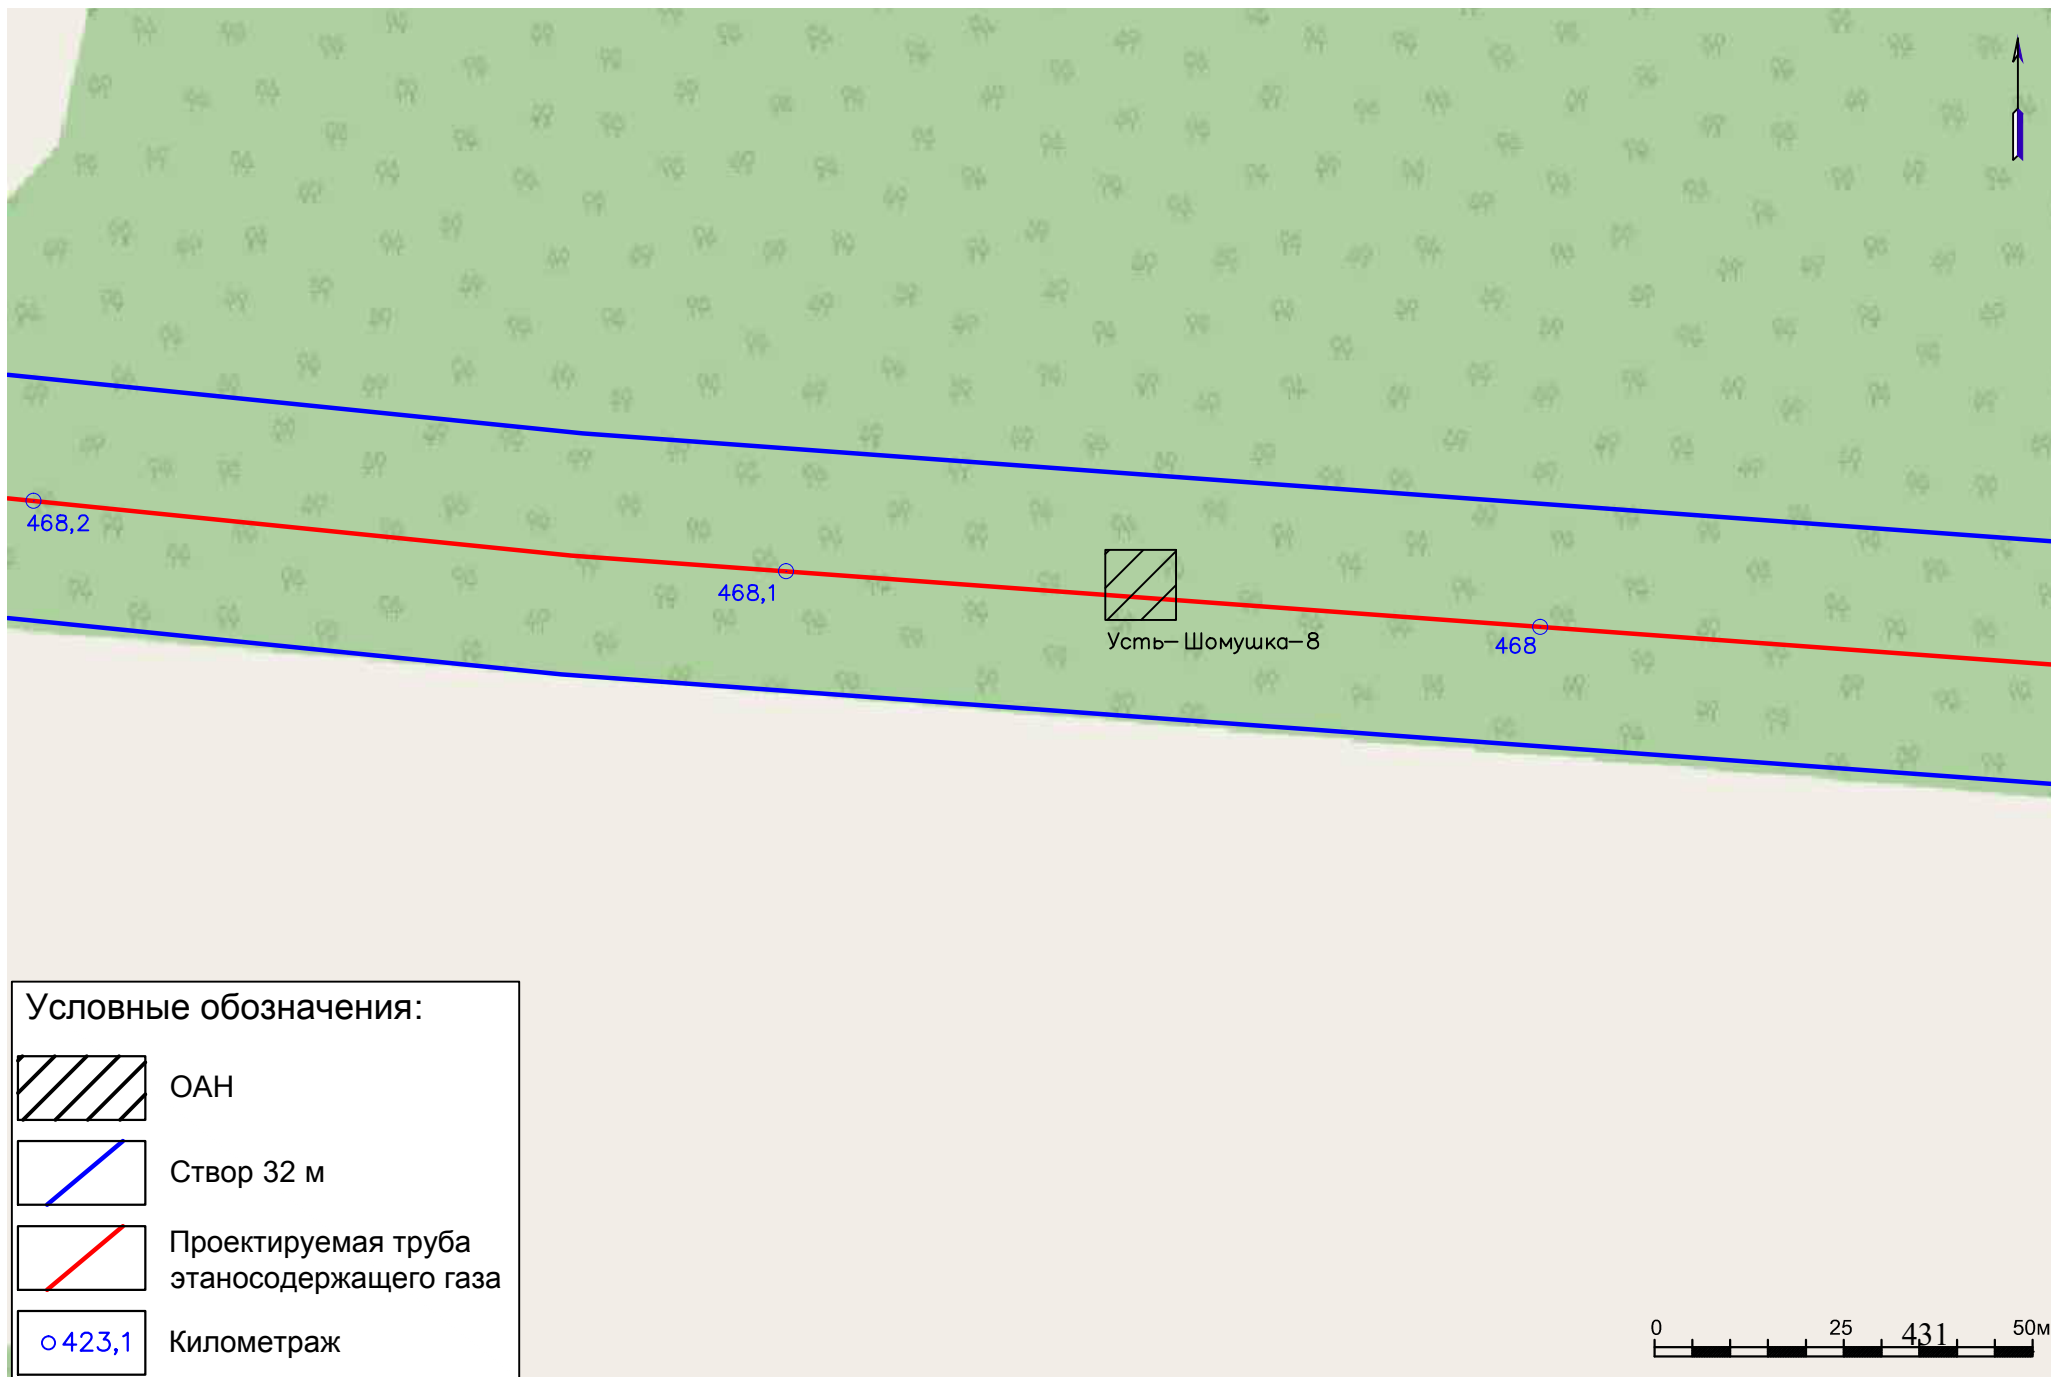 468,2
468,1
Усть-Шомушка-8
468
Условные обозначения:
ОАН
Створ 32 м
Проектируемая труба
этаносодержащего газа
423,1 Километраж
0 25 50м
431